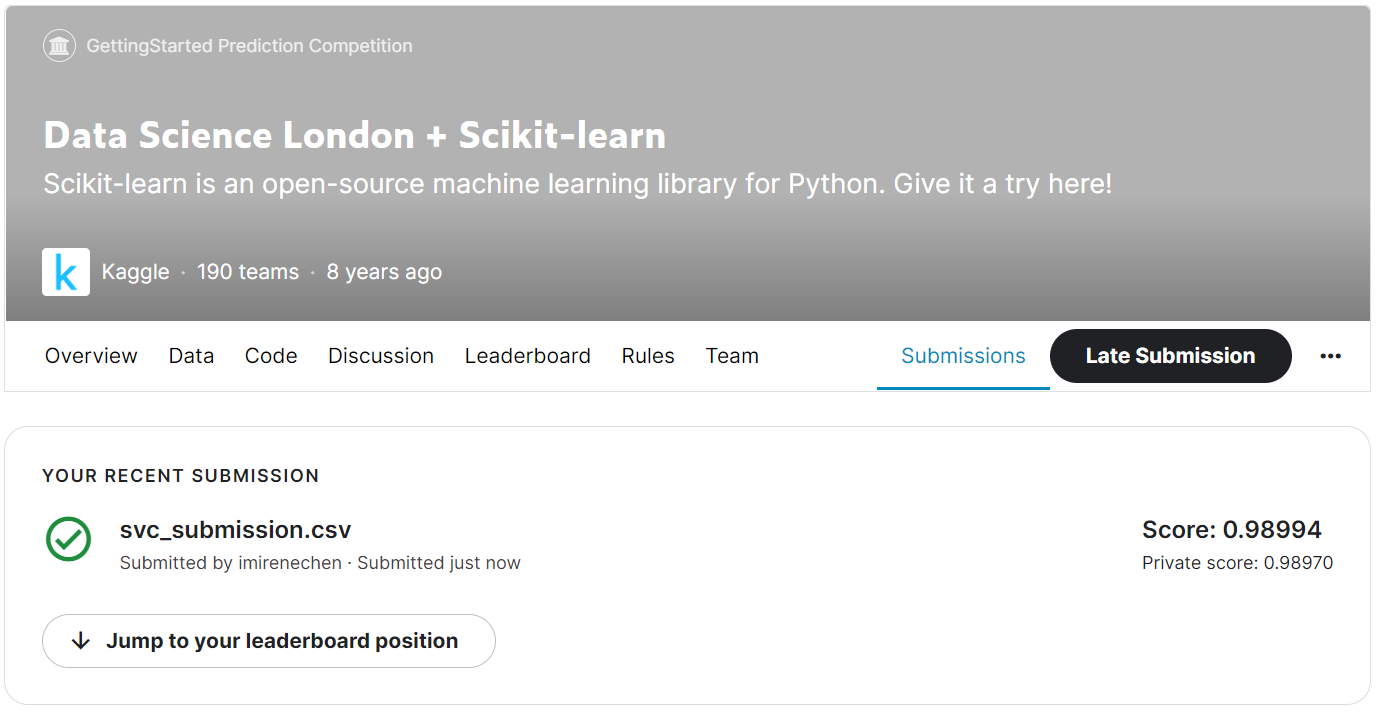 GettingStarted Prediction Competition
Data Science London + Scikit-learn
Scikit-learn is an open-source machine learning library for Python. Give it a try here!
k
Kaggle · 190 teams · 8 years ago
Overview Data Code Discussion Leaderboard Rules Team Submissions Late Submission
YOUR RECENT SUBMISSION
svc_submission.csv Score: 0.98994
Submitted by imirenechen · Submitted just now Private score: 0.98970
Jump to your leaderboard position